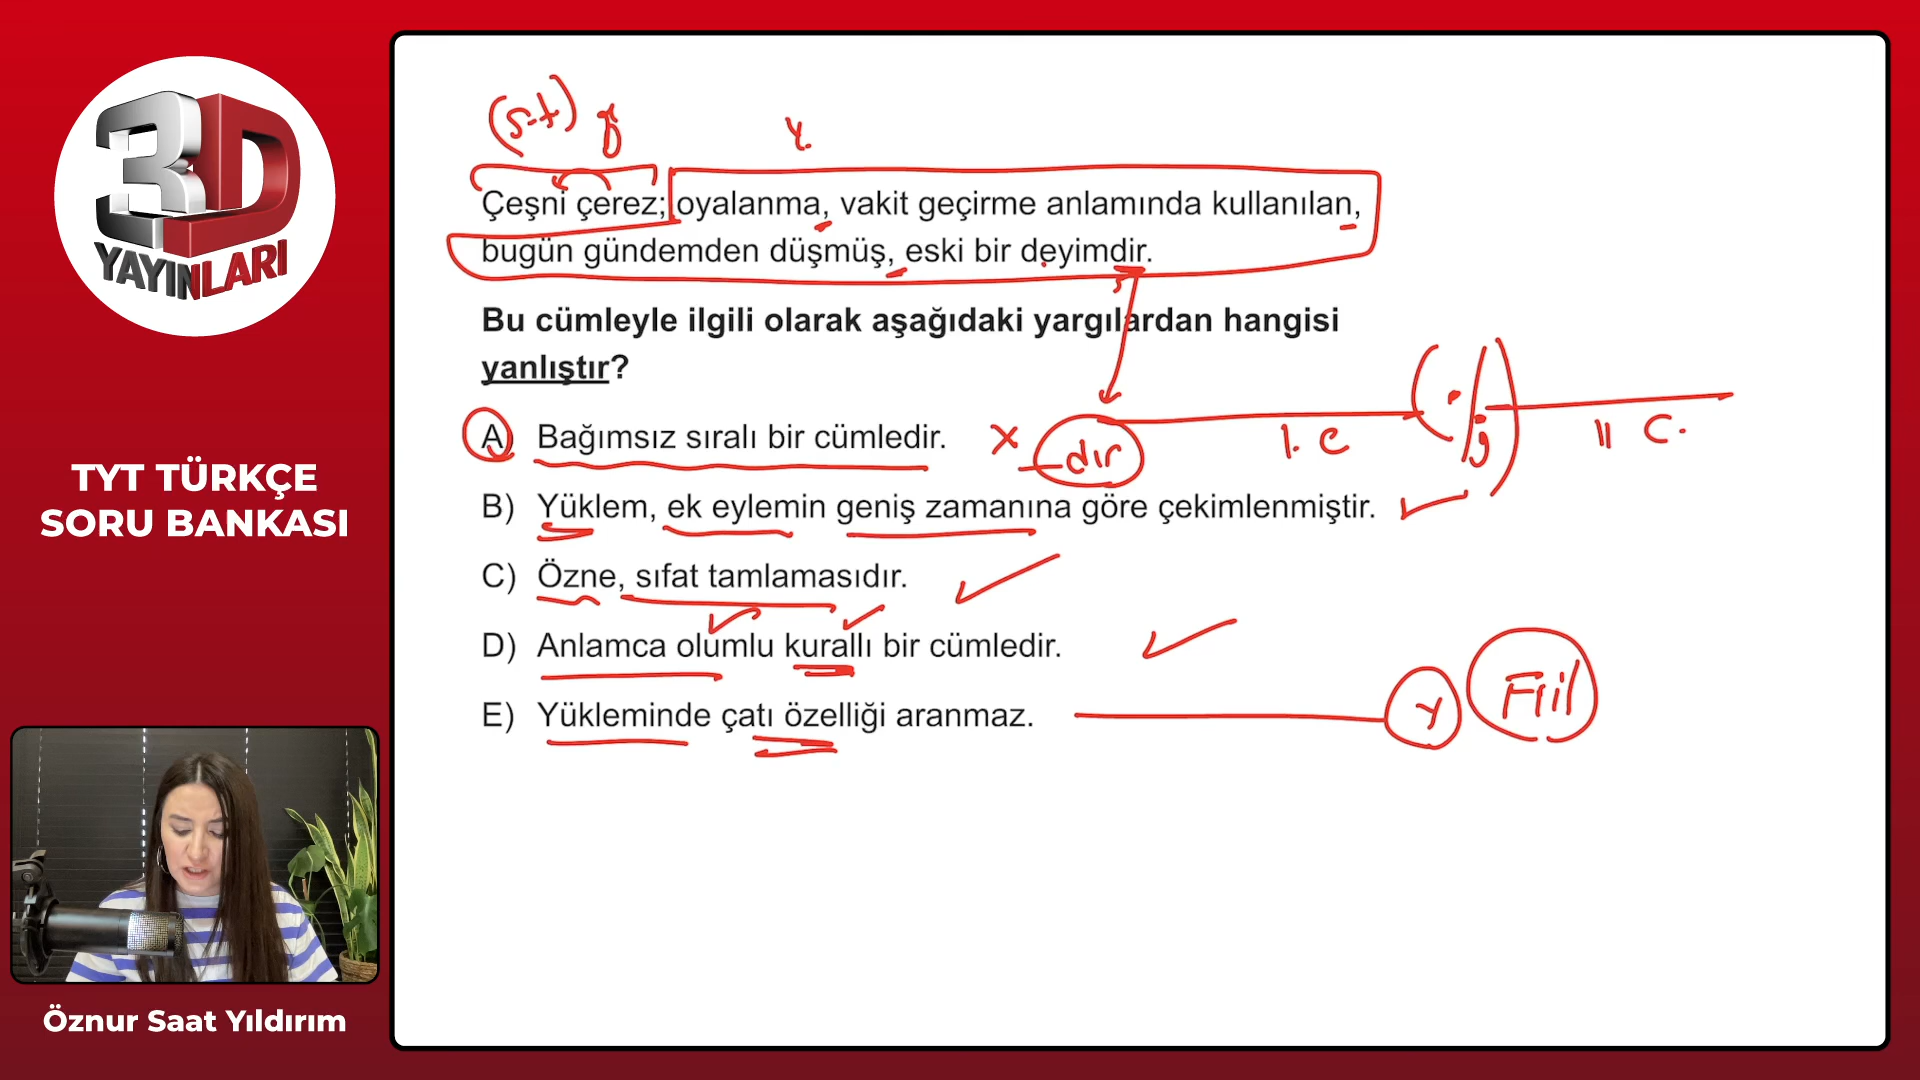 3D
YAYINLARI
TYT TÜRKÇE
SORU BANKASI
Öznur Saat Yıldırım
(s.t) ö
y.
Çeşni çerez; oyalanma, vakit geçirme anlamında kullanılan,
bugün gündemden düşmüş, eski bir deyimdir.
Bu cümleyle ilgili olarak aşağıdaki yargılardan hangisi
yanlıştır?
A) Bağımsız sıralı bir cümledir. x _dır I. C (, / ;) II C.
B) Yüklem, ek eylemin geniş zamanına göre çekimlenmiştir.
C) Özne, sıfat tamlamasıdır.
D) Anlamca olumlu kurallı bir cümledir.
E) Yükleminde çatı özelliği aranmaz. Y Fiil